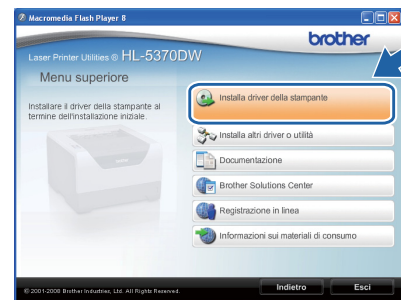 Macromedia Flash Player 8
brother
Laser Printer Utilities © HL-5370DW
Menu superiore
Installare il driver della stampante al
termine dell'installazione iniziale.
Installa driver della stampante
Installa altri driver o utilità
Documentazione
Brother Solutions Center
Registrazione in linea
Informazioni sui materiali di consumo
© 2001-2008 Brother Industries, Ltd. All Rights Reserved.
Indietro
Esci